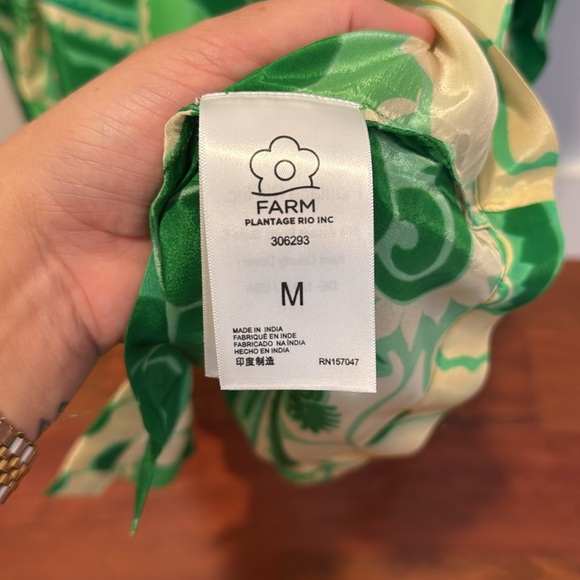 FARM
PLANTAGE RIO INC
306293
M
MADE IN INDIA
FABRIQUÉ EN INDE
FABRICADO NA ÍNDIA
HECHO EN INDIA
印度制造
RN157047